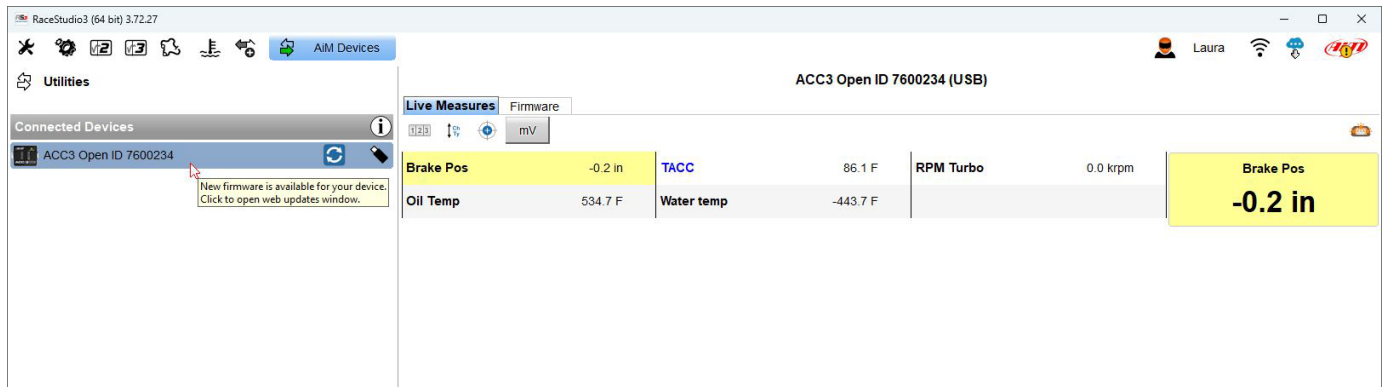 RaceStudio3 (64 bit) 3.72.27
AiM Devices
Laura
Utilities
ACC3 Open ID 7600234 (USB)
Live Measures Firmware
Connected Devices
mV
ACC3 Open ID 7600234
New firmware is available for your device.
Click to open web updates window.
Brake Pos -0.2 in TACC 86.1 F RPM Turbo 0.0 krpm
Oil Temp 534.7 F Water temp -443.7 F
Brake Pos
-0.2 in